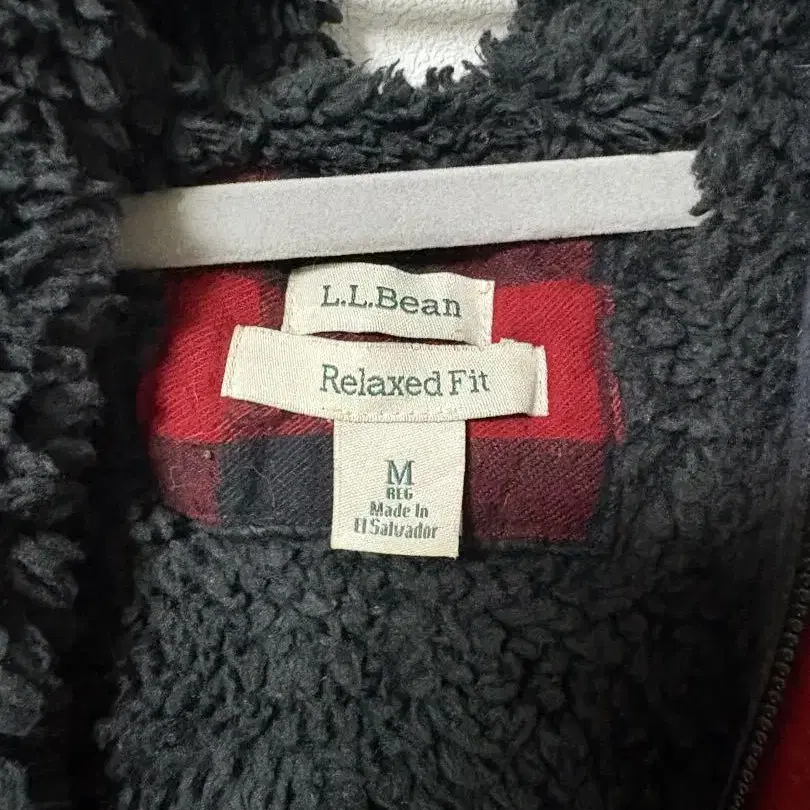 L.L.Bean
Relaxed Fit
M
REG
Made In
El Salvador